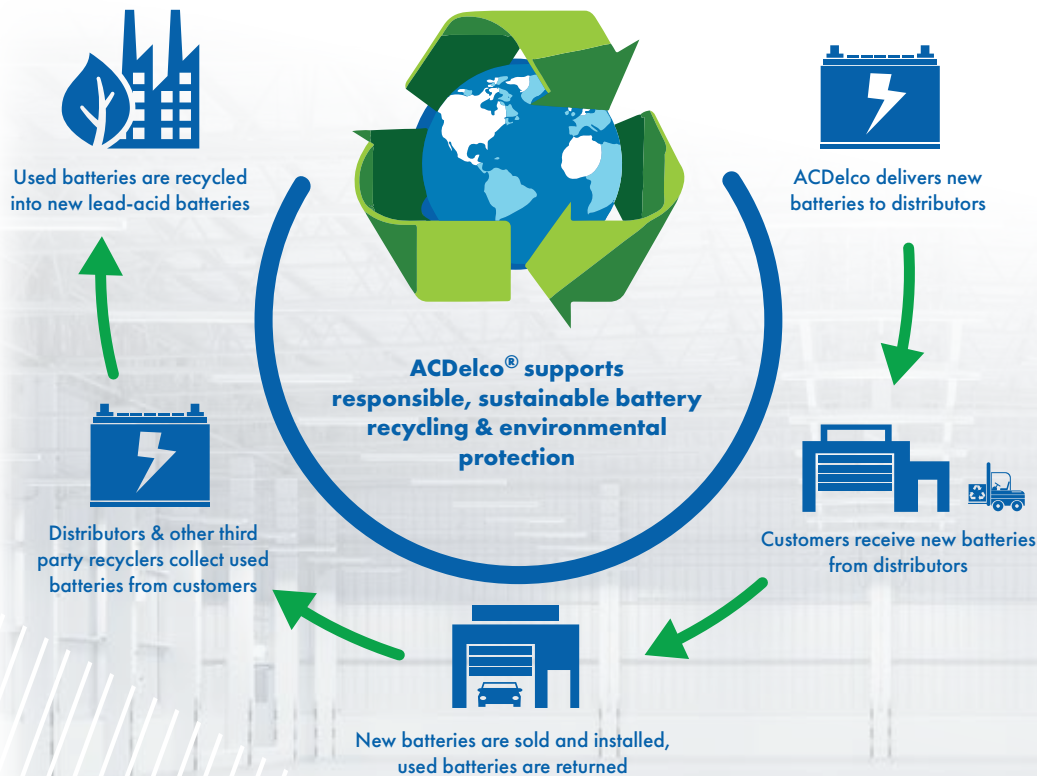 Used batteries are recycled
into new lead-acid batteries
ACDelco delivers new
batteries to distributors
ACDelco® supports
responsible, sustainable battery
recycling & environmental
protection
Distributors & other third
party recyclers collect used
batteries from customers
Customers receive new batteries
from distributors
New batteries are sold and installed,
used batteries are returned